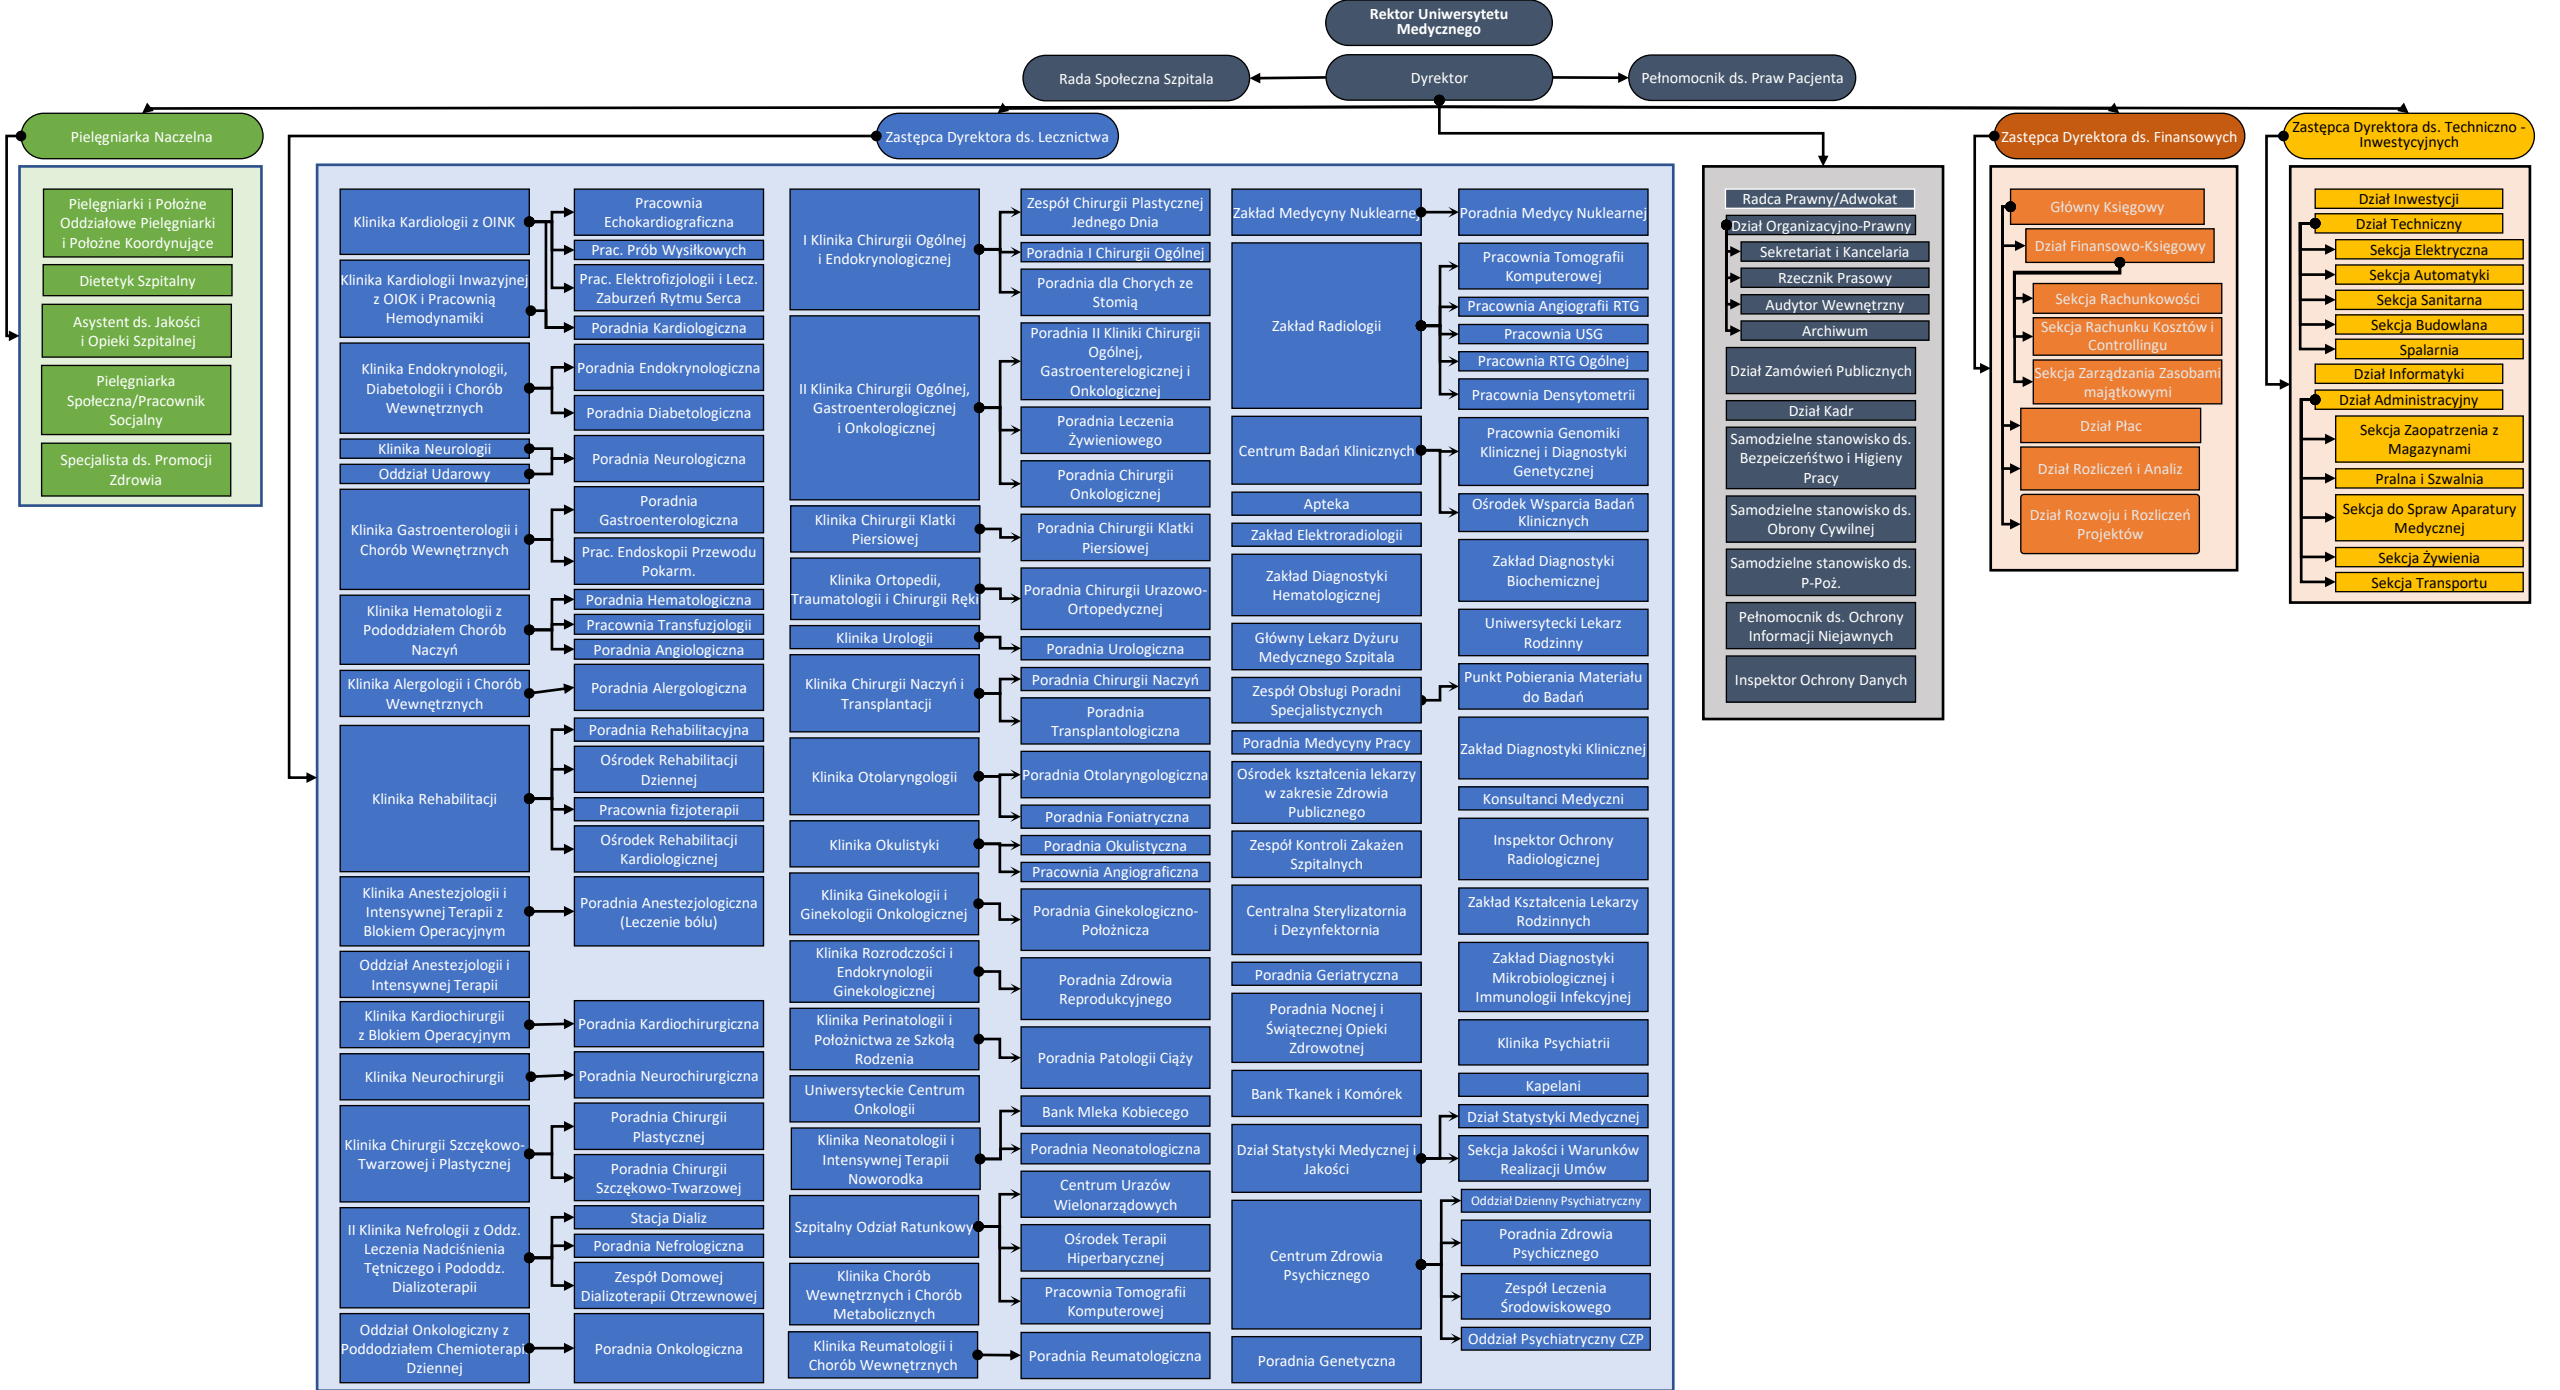 Rektor Uniwersytetu
Medycznego
Rada Społeczna Szpitala
Dyrektor
Pełnomocnik ds. Praw Pacjenta
Pielęgniarka Naczelna
Zastępca Dyrektora ds. Lecznictwa
Zastępca Dyrektora ds. Finansowych
Zastępca Dyrektora ds. Techniczno -
Inwestycyjnych
Pielęgniarki i Położne
Oddziałowe Pielęgniarki
i Położne Koordynujące
Dietetyk Szpitalny
Asystent ds. Jakości
i Opieki Szpitalnej
Pielęgniarka
Społeczna/Pracownik
Socjalny
Specjalista ds. Promocji
Zdrowia
Klinika Kardiologii z OINK
Pracownia
Echokardiograficzna
Prac. Prób Wysiłkowych
Klinika Kardiologii Inwazyjnej
z OIOK i Pracownią
Hemodynamiki
Prac. Elektrofizjologii i Lecz.
Zaburzeń Rytmu Serca
Poradnia Kardiologiczna
Klinika Endokrynologii,
Diabetologii i Chorób
Wewnętrznych
Poradnia Endokrynologiczna
Poradnia Diabetologiczna
Klinika Neurologii
Oddział Udarowy
Poradnia Neurologiczna
Klinika Gastroenterologii i
Chorób Wewnętrznych
Poradnia
Gastroenterologiczna
Prac. Endoskopii Przewodu
Pokarm.
Klinika Hematologii z
Pododdziałem Chorób
Naczyń
Poradnia Hematologiczna
Pracownia Transfuzjologii
Poradnia Angiologiczna
Klinika Alergologii i Chorób
Wewnętrznych
Poradnia Alergologiczna
Klinika Rehabilitacji
Poradnia Rehabilitacyjna
Ośrodek Rehabilitacji
Dziennej
Pracownia fizjoterapii
Ośrodek Rehabilitacji
Kardiologicznej
Klinika Anestezjologii i
Intensywnej Terapii z
Blokiem Operacyjnym
Poradnia Anestezjologiczna
(Leczenie bólu)
Oddział Anestezjologii i
Intensywnej Terapii
Klinika Kardiochirurgii
z Blokiem Operacyjnym
Poradnia Kardiochirurgiczna
Klinika Neurochirurgii
Poradnia Neurochirurgiczna
Klinika Chirurgii Szczękowo-
Twarzowej i Plastycznej
Poradnia Chirurgii
Plastycznej
Poradnia Chirurgii
Szczękowo-Twarzowej
II Klinika Nefrologii z Oddz.
Leczenia Nadciśnienia
Tętniczego i Pododdz.
Dializoterapii
Stacja Dializ
Poradnia Nefrologiczna
Zespół Domowej
Dializoterapii Otrzewnowej
Oddział Onkologiczny z
Poddodziałem Chemioterapi
Dziennej
Poradnia Onkologiczna
I Klinika Chirurgii Ogólnej
i Endokrynologicznej
Zespół Chirurgii Plastycznej
Jednego Dnia
Poradnia I Chirurgii Ogólnej
Poradnia dla Chorych ze
Stomią
II Klinika Chirurgii Ogólnej,
Gastroenterologicznej
i Onkologicznej
Poradnia II Kliniki Chirurgii
Ogólnej,
Gastroenterelogicznej i
Onkologicznej
Poradnia Leczenia
Żywieniowego
Poradnia Chirurgii
Onkologicznej
Klinika Chirurgii Klatki
Piersiowej
Poradnia Chirurgii Klatki
Piersiowej
Klinika Ortopedii,
Traumatologii i Chirurgii Ręki
Poradnia Chirurgii Urazowo-
Ortopedycznej
Klinika Urologii
Poradnia Urologiczna
Klinika Chirurgii Naczyń i
Transplantacji
Poradnia Chirurgii Naczyń
Poradnia
Transplantologiczna
Klinika Otolaryngologii
Poradnia Otolaryngologiczna
Poradnia Foniatryczna
Klinika Okulistyki
Poradnia Okulistyczna
Pracownia Angiograficzna
Klinika Ginekologii i
Ginekologii Onkologicznej
Poradnia Ginekologiczno-
Położnicza
Klinika Rozrodczości i
Endokrynologii
Ginekologicznej
Poradnia Zdrowia
Reprodukcyjnego
Klinika Perinatologii i
Położnictwa ze Szkołą
Rodzenia
Poradnia Patologii Ciąży
Uniwersyteckie Centrum
Onkologii
Klinika Neonatologii i
Intensywnej Terapii
Noworodka
Bank Mleka Kobiecego
Poradnia Neonatologiczna
Szpitalny Odział Ratunkowy
Centrum Urazów
Wielonarządowych
Ośrodek Terapii
Hiperbarycznej
Pracownia Tomografii
Komputerowej
Klinika Chorób
Wewnętrznych i Chorób
Metabolicznych
Klinika Reumatologii i
Chorób Wewnętrznych
Poradnia Reumatologiczna
Zakład Medycyny Nuklearnej
Poradnia Medycy Nuklearnej
Zakład Radiologii
Pracownia Tomografii
Komputerowej
Pracownia Angiografii RTG
Pracownia USG
Pracownia RTG Ogólnej
Pracownia Densytometrii
Centrum Badań Klinicznych
Pracownia Genomiki
Klinicznej i Diagnostyki
Genetycznej
Ośrodek Wsparcia Badań
Klinicznych
Apteka
Zakład Elektroradiologii
Zakład Diagnostyki
Hematologicznej
Zakład Diagnostyki
Biochemicznej
Główny Lekarz Dyżuru
Medycznego Szpitala
Uniwersytecki Lekarz
Rodzinny
Zespół Obsługi Poradni
Specjalistycznych
Punkt Pobierania Materiału
do Badań
Poradnia Medycyny Pracy
Zakład Diagnostyki Klinicznej
Ośrodek kształcenia lekarzy
w zakresie Zdrowia
Publicznego
Konsultanci Medyczni
Zespół Kontroli Zakażen
Szpitalnych
Inspektor Ochrony
Radiologicznej
Centralna Sterylizatornia
i Dezynfektornia
Zakład Kształcenia Lekarzy
Rodzinnych
Poradnia Geriatryczna
Zakład Diagnostyki
Mikrobiologicznej i
Immunologii Infekcyjnej
Poradnia Nocnej i
Świątecznej Opieki
Zdrowotnej
Klinika Psychiatrii
Bank Tkanek i Komórek
Kapelani
Dział Statystyki Medycznej i
Jakości
Dział Statystyki Medycznej
Sekcja Jakości i Warunków
Realizacji Umów
Centrum Zdrowia
Psychicznego
Oddział Dzienny Psychiatryczny
Poradnia Zdrowia
Psychicznego
Zespół Leczenia
Środowiskowego
Oddział Psychiatryczny CZP
Poradnia Genetyczna
Radca Prawny/Adwokat
Dział Organizacyjno-Prawny
Sekretariat i Kancelaria
Rzecznik Prasowy
Audytor Wewnętrzny
Archiwum
Dział Zamówień Publicznych
Dział Kadr
Samodzielne stanowisko ds.
Bezpeiczeńśtwo i Higieny
Pracy
Samodzielne stanowisko ds.
Obrony Cywilnej
Samodzielne stanowisko ds.
P-Poż.
Pełnomocnik ds. Ochrony
Informacji Niejawnych
Inspektor Ochrony Danych
Główny Księgowy
Dział Finansowo-Księgowy
Sekcja Rachunkowości
Sekcja Rachunku Kosztów i
Controllingu
Sekcja Zarządzania Zasobami
majątkowymi
Dział Płac
Dział Rozliczeń i Analiz
Dział Rozwoju i Rozliczeń
Projektów
Dział Inwestycji
Dział Techniczny
Sekcja Elektryczna
Sekcja Automatyki
Sekcja Sanitarna
Sekcja Budowlana
Spalarnia
Dział Informatyki
Dział Administracyjny
Sekcja Zaopatrzenia z
Magazynami
Pralna i Szwalnia
Sekcja do Spraw Aparatury
Medycznej
Sekcja Żywienia
Sekcja Transportu